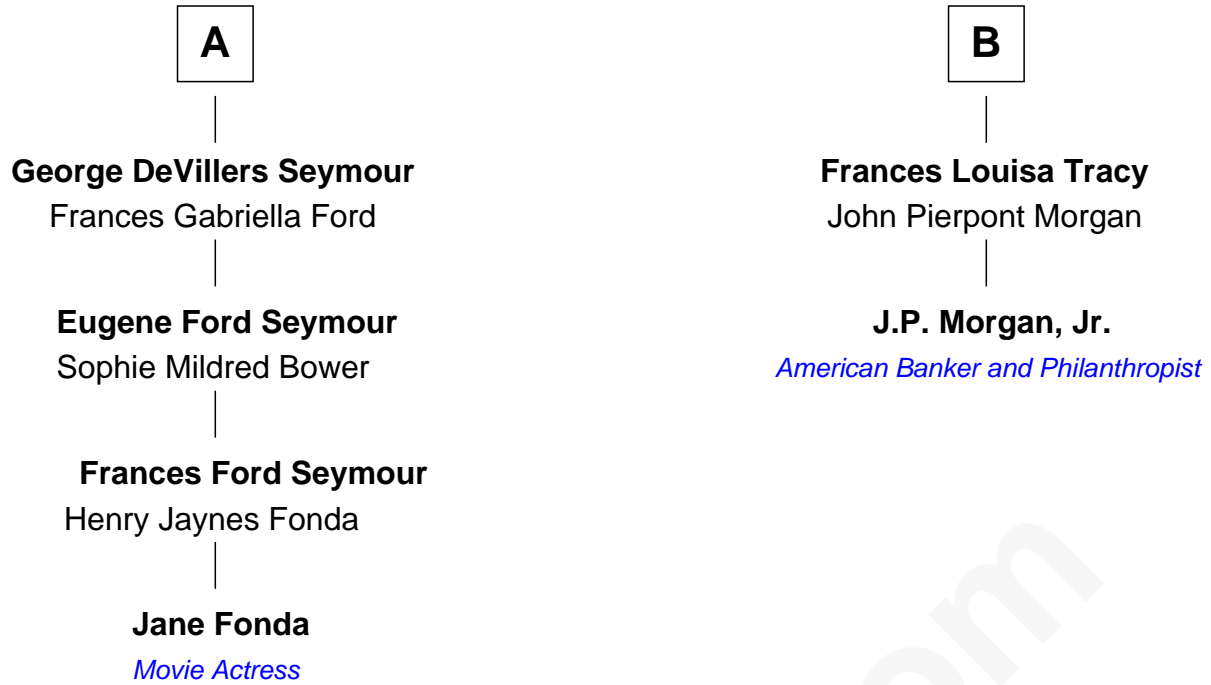 A
George DeVillers Seymour
Frances Gabriella Ford
Eugene Ford Seymour
Sophie Mildred Bower
Frances Ford Seymour
Henry Jaynes Fonda
Jane Fonda
Movie Actress
B
Frances Louisa Tracy
John Pierpont Morgan
J.P. Morgan, Jr.
American Banker and Philanthropist
om